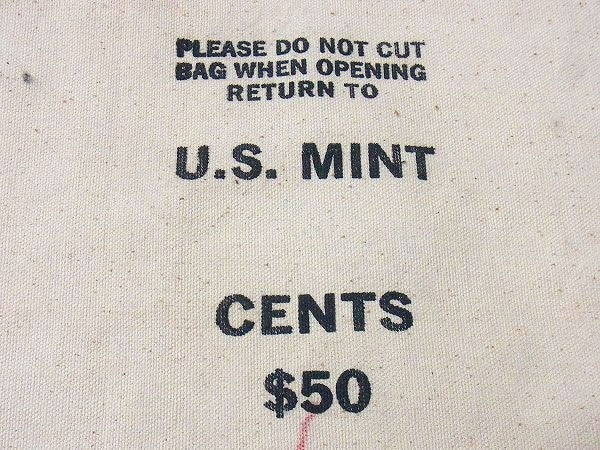 PLEASE DO NOT CUT
BAG WHEN OPENING
RETURN TO
U.S. MINT
CENTS
$50